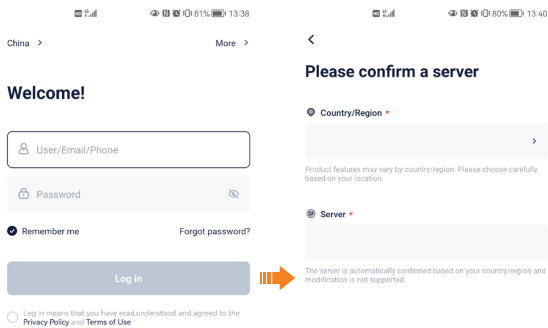 81% 13:38
China > More >
Welcome!
User/Email/Phone
Password
Remember me Forgot password?
Log in
Log in means that you have read,understood and agreed to the
Privacy Policy and Terms of Use
80% 13:40
<
Please confirm a server
Country/Region *
>
Product features may vary by country/region. Please choose carefully
based on your location.
Server *
The server is automatically confirmed based on your country/region and
modification is not supported.